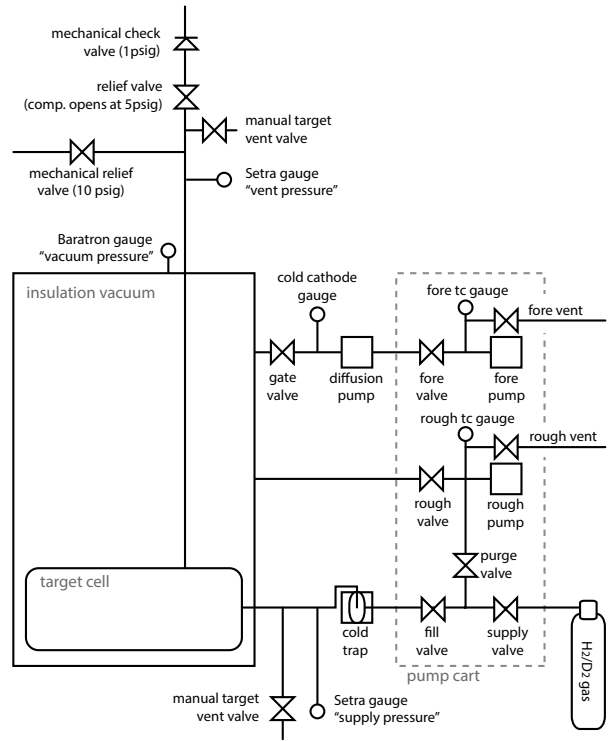 mechanical check
valve (1psig)
relief valve
(comp. opens at 5psig)
manual target
vent valve
mechanical relief
valve (10 psig)
Setra gauge
“vent pressure”
Baratron gauge
“vacuum pressure”
insulation vacuum
cold cathode
gauge
fore tc gauge
fore vent
gate
valve
diffusion
pump
fore
valve
fore
pump
rough tc gauge
rough vent
rough
valve
rough
pump
purge
valve
target cell
cold
trap
fill
valve
supply
valve
H2/D2 gas
pump cart
manual target
vent valve
Setra gauge
“supply pressure”